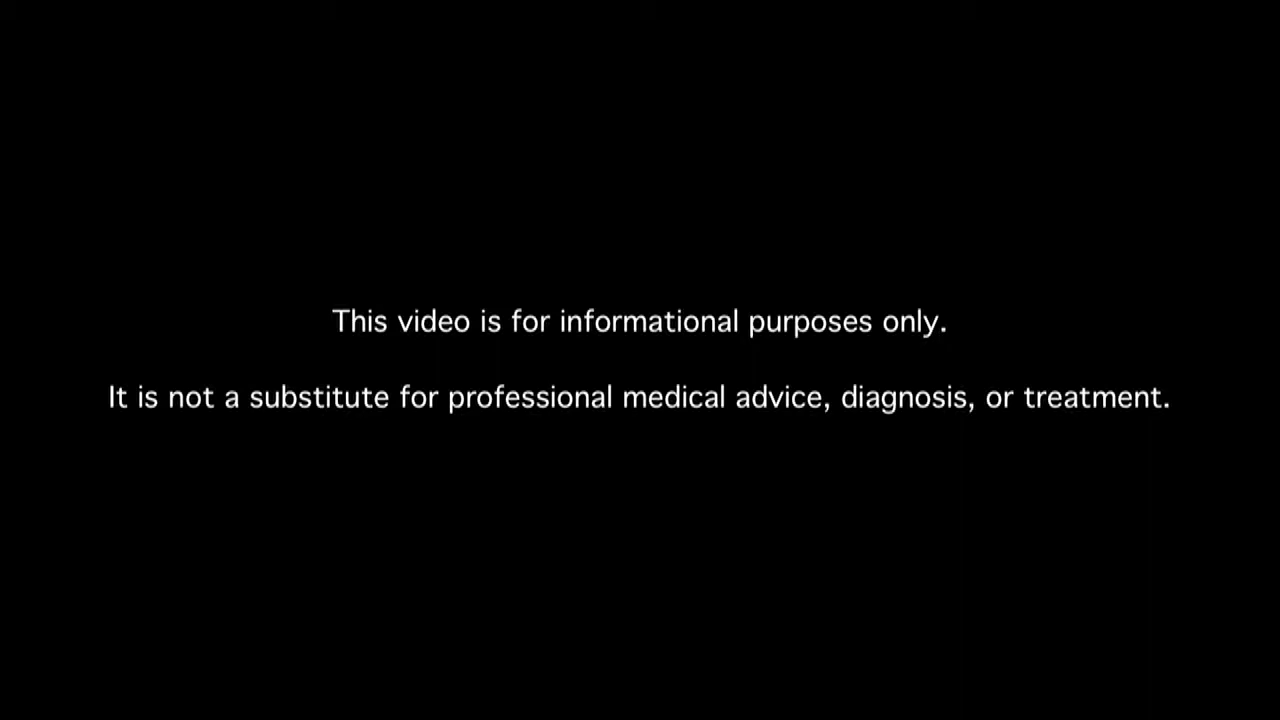 This video is for informational purposes only.
It is not a substitute for professional medical advice, diagnosis, or treatment.